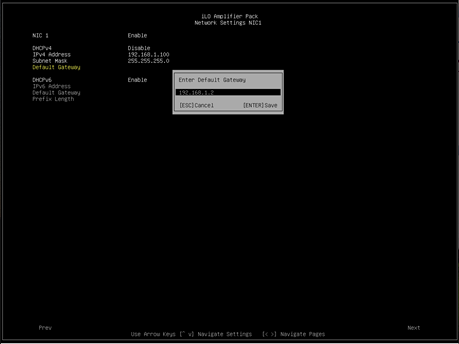 iLO Amplifier Pack
Network Settings NIC1
NIC 1 Enable
DHCPv4 Disable
IPv4 Address 192.168.1.100
Subnet Mask 255.255.255.0
Default Gateway
DHCPv6 Enable
IPv6 Address
Default Gateway
Prefix Length
Enter Default Gateway
192.168.1.2
[ESC]Cancel [ENTER]Save
Prev Next
Use Arrow Keys [^ v] Navigate Settings [< >] Navigate Pages